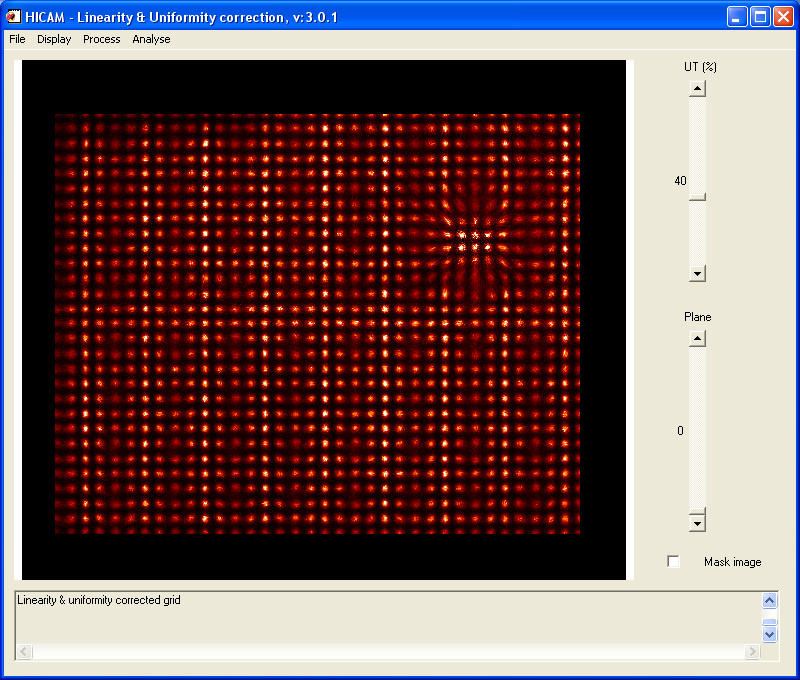 HICAM - Linearity & Uniformity correction, v:3.0.1
File Display Process Analyse
UT (%)
40
Plane
0
Mask image
Linearity & uniformity corrected grid